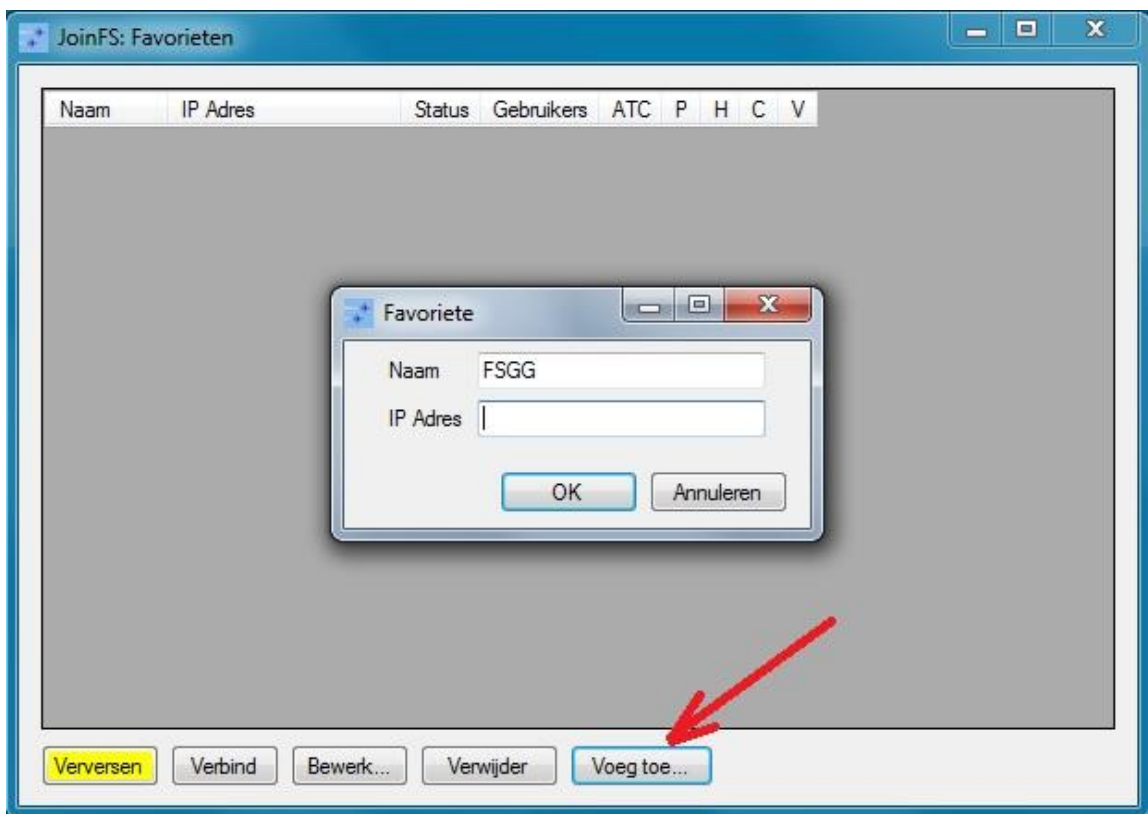 JoinFS: Favorieten
Naam IP Adres Status Gebruikers ATC P H C V
Favoriete
Naam FSGG
IP Adres
OK Annuleren
Verversen Verbind Bewerk... Verwijder Voeg toe...